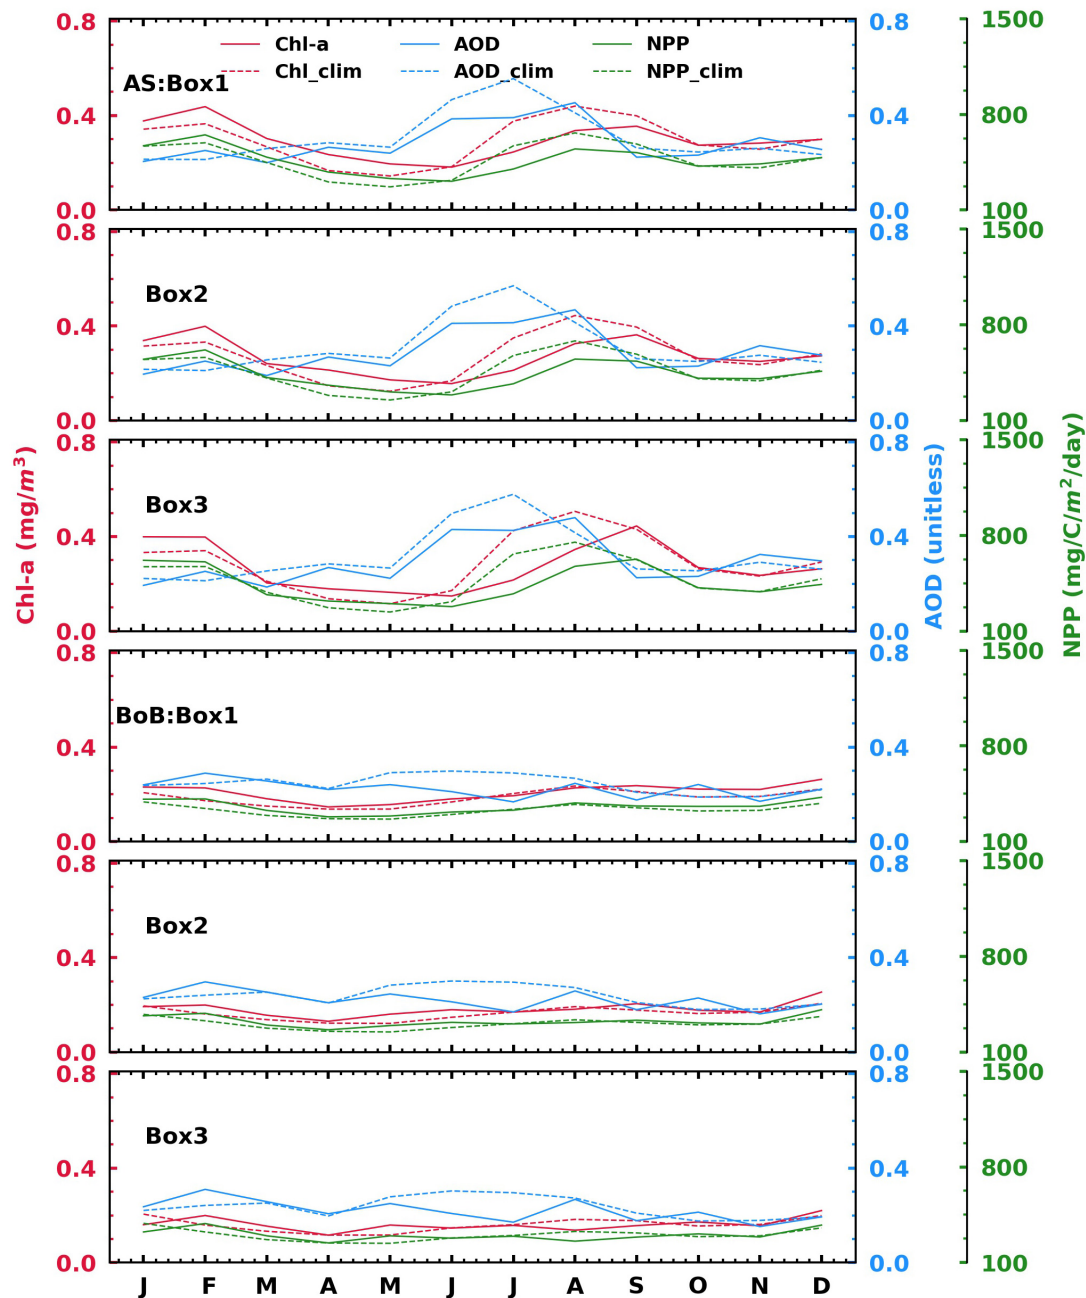 0.8 0.8 1500
Chl-a AOD NPP
Chl_clim AOD_clim NPP_clim
AS:Box1
0.4 0.4 800
0.0 0.0 100
0.8 0.8 1500
Box2
0.4 0.4 800
0.0 0.0 100
0.8 0.8 1500
Box3
0.4 0.4 800
0.0 0.0 100
Chl-a (mg/m³)
AOD (unitless)
NPP (mg/C/m²/day)
0.8 0.8 1500
BoB:Box1
0.4 0.4 800
0.0 0.0 100
0.8 0.8 1500
Box2
0.4 0.4 800
0.0 0.0 100
0.8 0.8 1500
Box3
0.4 0.4 800
0.0 0.0 100
J F M A M J J A S O N D